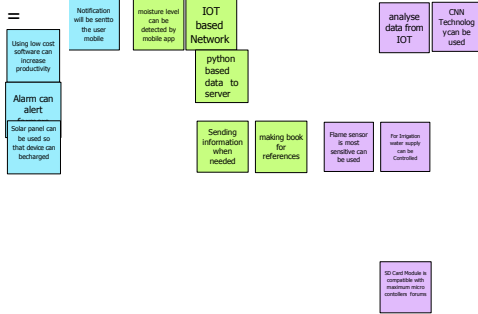 =
Notification
will be sentto
the user
mobile
moisture level
can be
detected by
mobile app
IOT
based
Network
analyse
data from
IOT
CNN
Technolog
ycan be
used
Using low cost
software can
increase
productivity
python
based
data to
server
Alarm can
alert
Solar panel can
be used so
that device can
becharged
Sending
information
when
needed
making book
for
references
Flame sensor
is most
sensitive can
be used
For Irrigation
water supply
can be
Controlled
SD Card Module is
compatible with
maximum micro
contollers forums